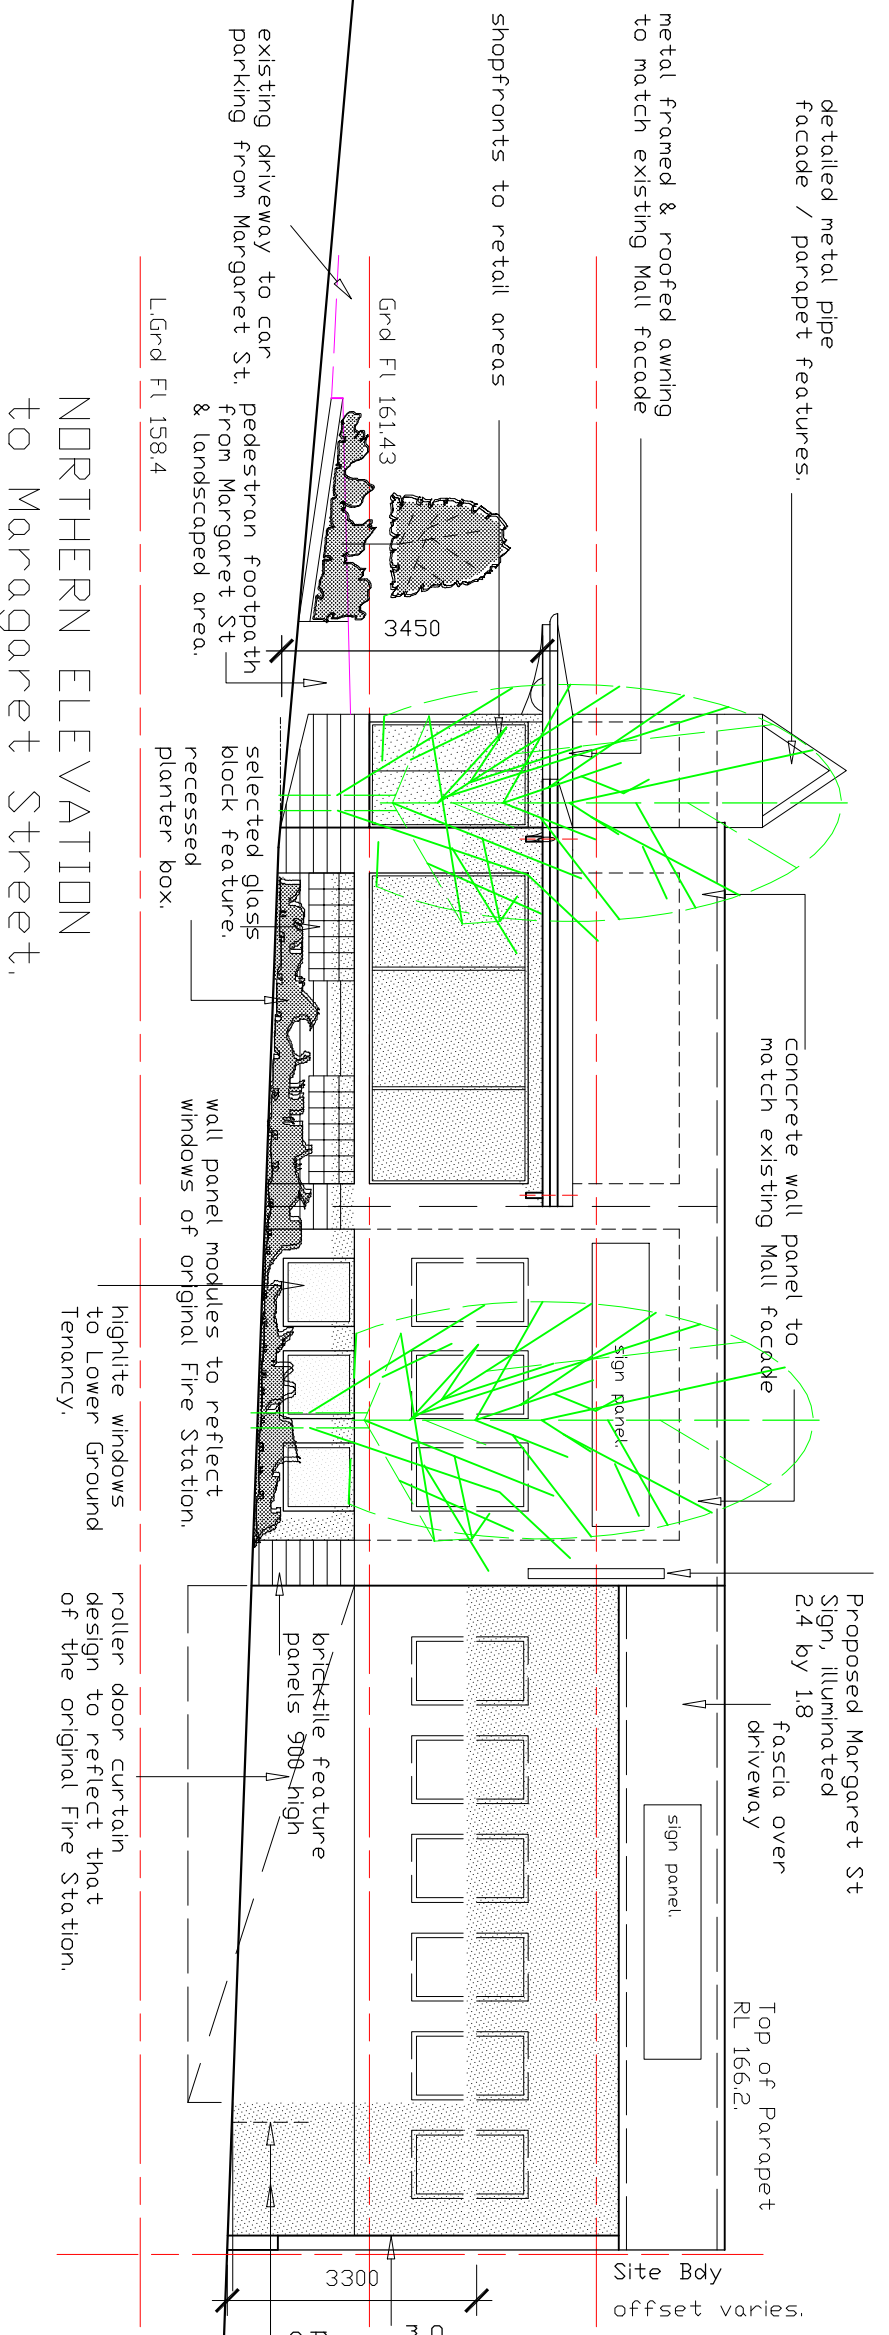 detailed metal pipe
facade / parapet features.
metal framed & roofed awning
to match existing Mall facade
shopfronts to retail areas
existing driveway to car
parking from Margaret St.
Grd Fl 161.43
L.Grd Fl 158.4
pedestran footpath
from Margaret St
& landscaped area.
3450
selected glass
block feature.
recessed
planter box.
concrete wall panel to
match existing Mall facade
sign panel.
wall panel modules to reflect
windows of original Fire Station.
highlite windows
to Lower Ground
Tenancy.
Proposed Margaret St
Sign, illuminated
2.4 by 1.8
fascia over
driveway
sign panel.
bricktile feature
panels 900 high
roller door curtain
design to reflect that
of the original Fire Station.
Top of Parapet
RL 166.2.
3300
Site Bdy
offset varies.
NORTHERN ELEVATION
to Maragaret Street.